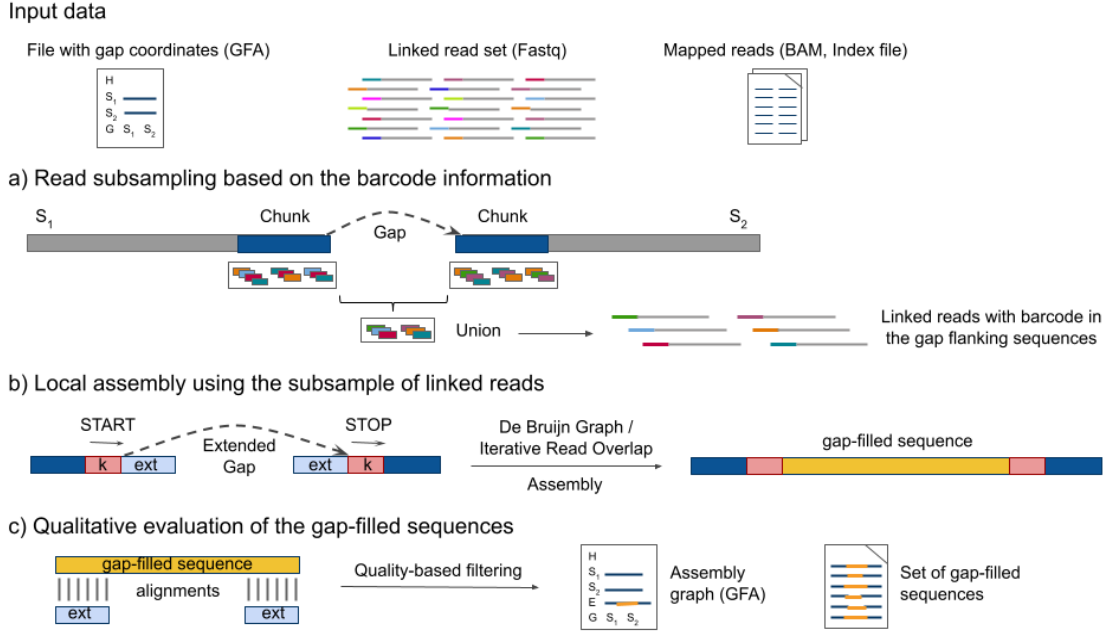 Input data
File with gap coordinates (GFA)
Linked read set (Fastq)
Mapped reads (BAM, Index file)
H
S1
S2
G S1 S2
a) Read subsampling based on the barcode information
S1
Chunk
Gap
Chunk
S2
Union
Linked reads with barcode in
the gap flanking sequences
b) Local assembly using the subsample of linked reads
START
STOP
Extended
Gap
k
ext
ext
k
De Bruijn Graph /
Iterative Read Overlap
Assembly
gap-filled sequence
c) Qualitative evaluation of the gap-filled sequences
gap-filled sequence
alignments
ext
ext
Quality-based filtering
H
S1
S2
E
G S1 S2
Assembly
graph (GFA)
Set of gap-filled
sequences